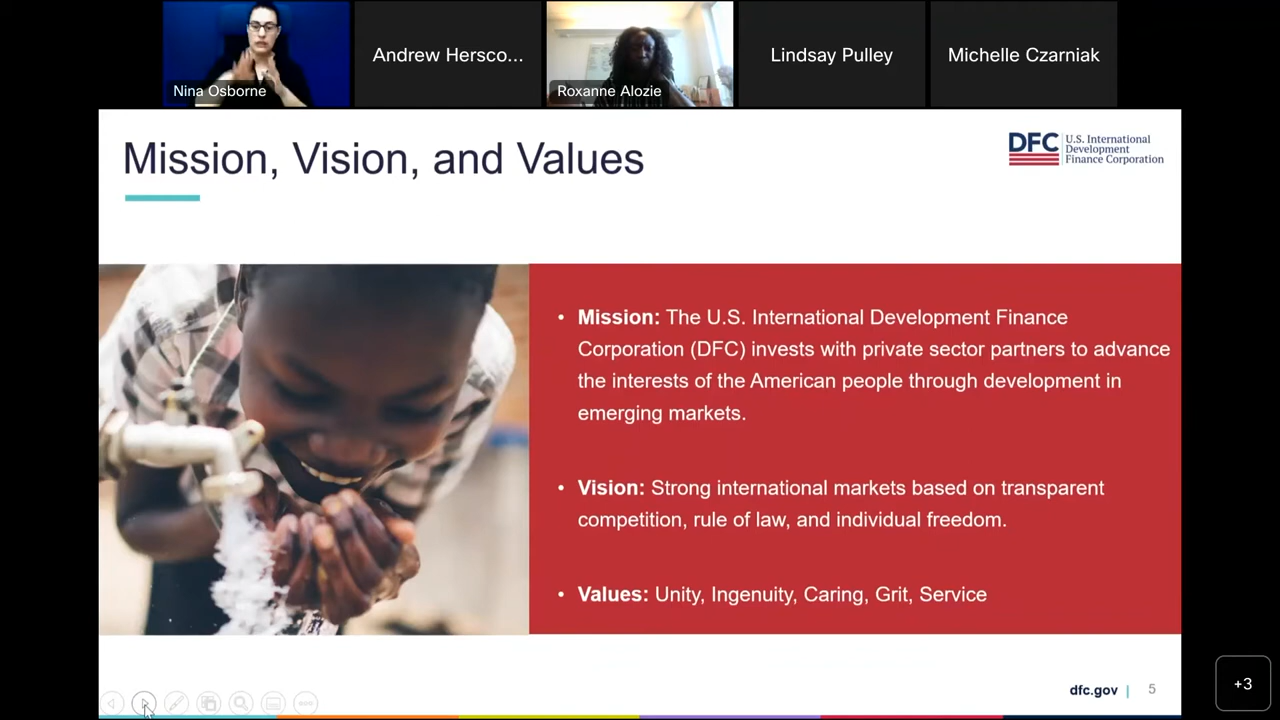 Nina Osborne
Andrew Hersco...
Roxanne Alozie
Lindsay Pulley
Michelle Czarniak
Mission, Vision, and Values
DFC
U.S. International
Development
Finance Corporation
• Mission: The U.S. International Development Finance
Corporation (DFC) invests with private sector partners to advance
the interests of the American people through development in
emerging markets.
• Vision: Strong international markets based on transparent
competition, rule of law, and individual freedom.
• Values: Unity, Ingenuity, Caring, Grit, Service
dfc.gov | 5
+3